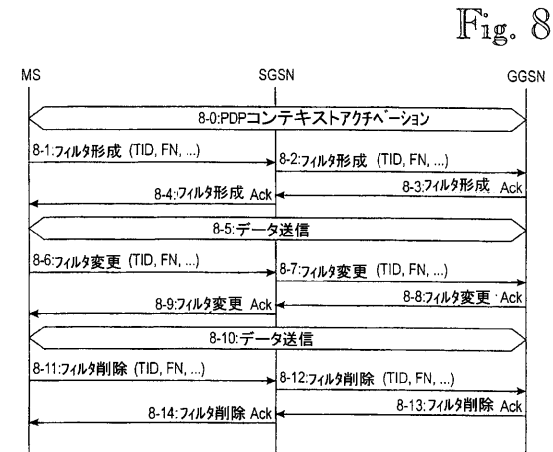 Fig. 8
MS SGSN GGSN
8-0:PDPコンテキストアクチベーション
8-1:フィルタ形成 (TID, FN, ...)
8-2:フィルタ形成 (TID, FN, ...)
8-3:フィルタ形成 Ack
8-4:フィルタ形成 Ack
8-5:データ送信
8-6:フィルタ変更 (TID, FN, ...)
8-7:フィルタ変更 (TID, FN, ...)
8-8:フィルタ変更 Ack
8-9:フィルタ変更 Ack
8-10:データ送信
8-11:フィルタ削除 (TID, FN, ...)
8-12:フィルタ削除 (TID, FN, ...)
8-13:フィルタ削除 Ack
8-14:フィルタ削除 Ack